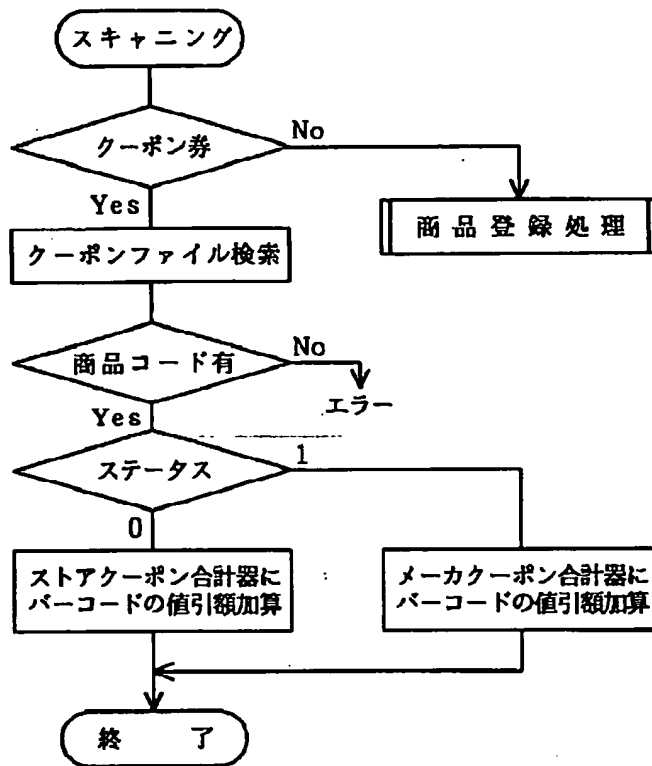 スキャニング
クーポン券
No
Yes
商品登録処理
クーポンファイル検索
商品コード有
No
エラー
Yes
ステータス
1
0
ストアクーポン合計器に
バーコードの値引額加算
メーカクーポン合計器に
バーコードの値引額加算
終 了